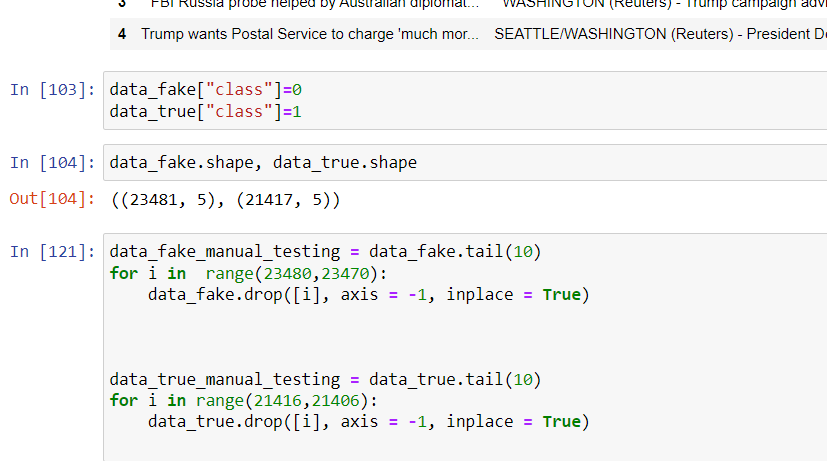 3 FBI Russia probe helped by Australian diplomat... WASHINGTON (Reuters) - Trump campaign advi
4 Trump wants Postal Service to charge 'much mor... SEATTLE/WASHINGTON (Reuters) - President Do
In [103]: data_fake["class"]=0
data_true["class"]=1
In [104]: data_fake.shape, data_true.shape
Out[104]: ((23481, 5), (21417, 5))
In [121]: data_fake_manual_testing = data_fake.tail(10)
for i in  range(23480,23470):
    data_fake.drop([i], axis = -1, inplace = True)
data_true_manual_testing = data_true.tail(10)
for i in range(21416,21406):
    data_true.drop([i], axis = -1, inplace = True)